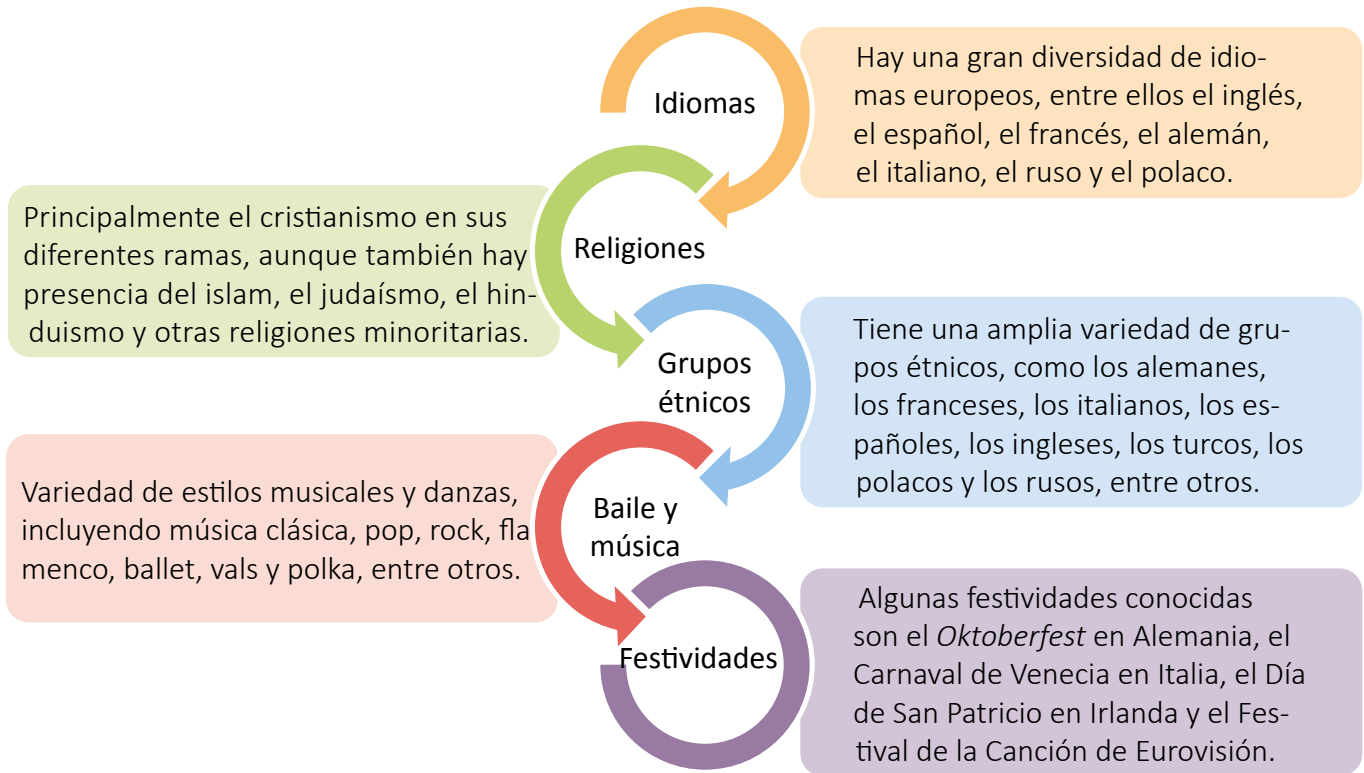 Idiomas
Hay una gran diversidad de idio-
mas europeos, entre ellos el inglés,
el español, el francés, el alemán,
el italiano, el ruso y el polaco.
Religiones
Principalmente el cristianismo en sus
diferentes ramas, aunque también hay
presencia del islam, el judaísmo, el hin-
duismo y otras religiones minoritarias.
Grupos
étnicos
Tiene una amplia variedad de gru-
pos étnicos, como los alemanes,
los franceses, los italianos, los es-
pañoles, los ingleses, los turcos, los
polacos y los rusos, entre otros.
Baile y
música
Variedad de estilos musicales y danzas,
incluyendo música clásica, pop, rock, fla
menco, ballet, vals y polka, entre otros.
Festividades
Algunas festividades conocidas
son el Oktoberfest en Alemania, el
Carnaval de Venecia en Italia, el Día
de San Patricio en Irlanda y el Fes-
tival de la Canción de Eurovisión.